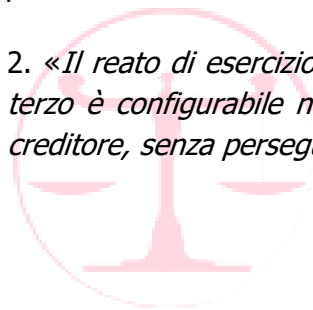 2. «Il reato di esercizio
terzo è configurabile n
creditore, senza persegu